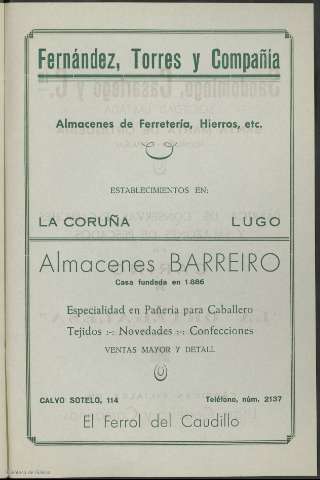 Fernández, Torres y Compañía
Almacenes de Ferretería, Hierros, etc.
ESTABLECIMIENTOS EN:
LA CORUÑA LUGO
Almacenes BARREIRO
Casa fundada en 1.886
Especialidad en Pañería para Caballero
Tejidos :-: Novedades :-: Confecciones
VENTAS MAYOR Y DETALL
CALVO SOTELO, 114 Teléfono, núm. 2137
El Ferrol del Caudillo